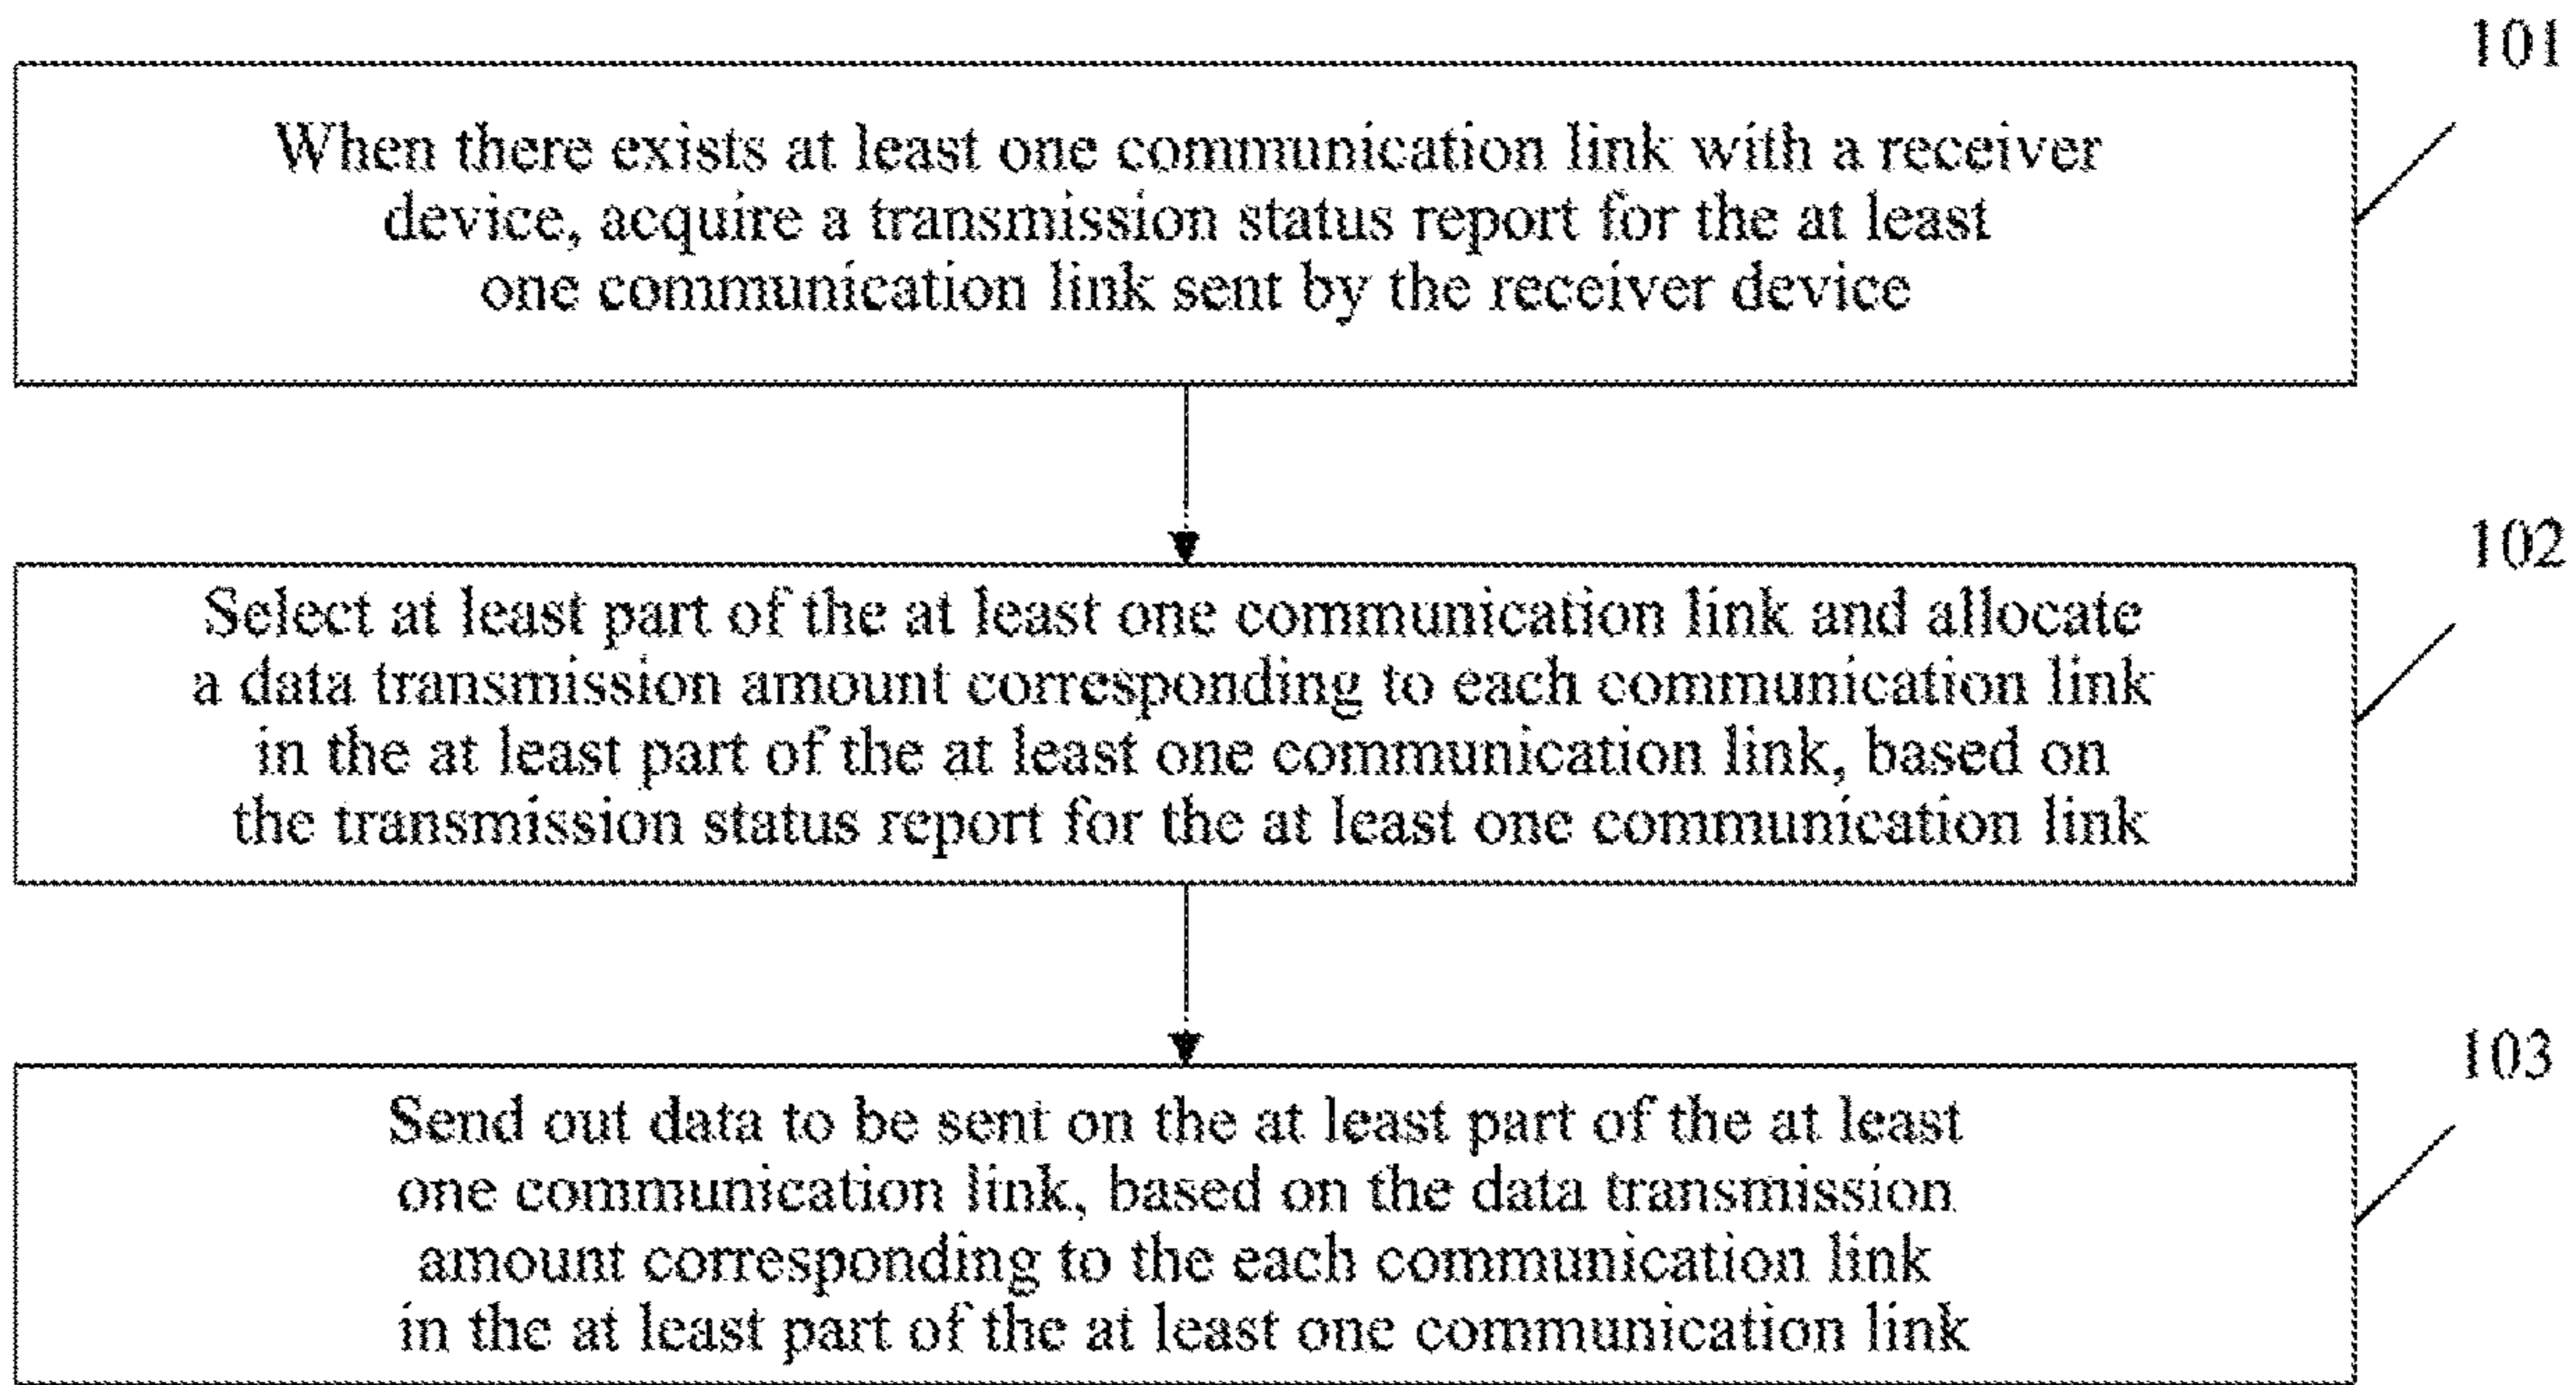 101
When there exists at least one communication link with a receiver
device, acquire a transmission status report for the at least
one communication link sent by the receiver device
102
Select at least part of the at least one communication link and allocate
a data transmission amount corresponding to each communication link
in the at least part of the at least one communication link, based on
the transmission status report for the at least one communication link
103
Send out data to be sent on the at least part of the at least
one communication link, based on the data transmission
amount corresponding to the each communication link
in the at least part of the at least one communication link